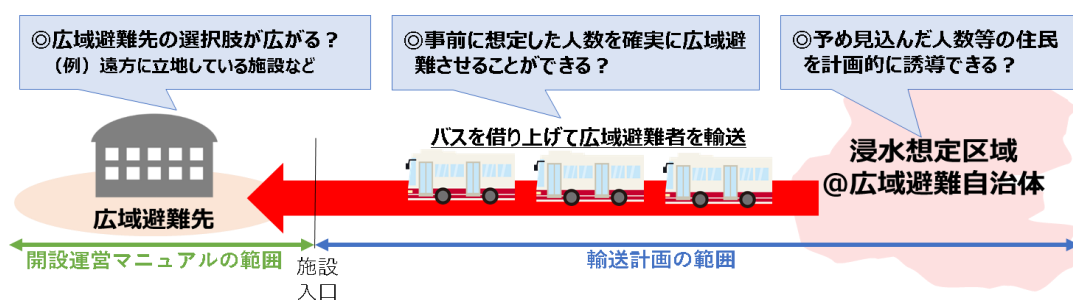 ◎広域避難先の選択肢が広がる?
(例)遠方に立地している施設など
◎事前に想定した人数を確実に広域避
難させることができる?
◎予め見込んだ人数等の住民
を計画的に誘導できる?
バスを借り上げて広域避難者を輸送
浸水想定区域
@広域避難自治体
広域避難先
開設運営マニュアルの範囲
施設
入口
輸送計画の範囲